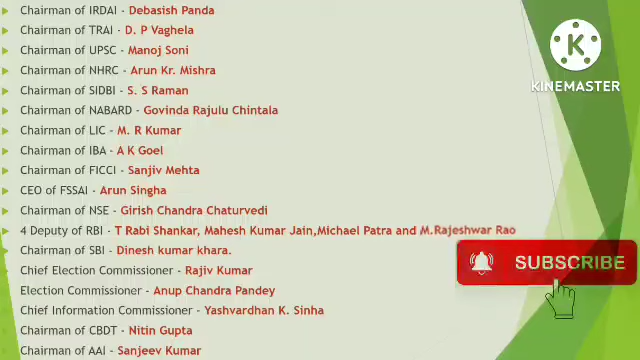 Chairman of IRDAI - Debasish Panda
Chairman of TRAI - D. P Vaghela
Chairman of UPSC - Manoj Soni
Chairman of NHRC - Arun Kr. Mishra
Chairman of SIDBI - S. S Raman
Chairman of NABARD - Govinda Rajulu Chintala
Chairman of LIC - M. R Kumar
Chairman of IBA - A K Goel
Chairman of FICCI - Sanjiv Mehta
CEO of FSSAI - Arun Singha
Chairman of NSE - Girish Chandra Chaturvedi
4 Deputy of RBI - T Rabi Shankar, Mahesh Kumar Jain,Michael Patra and M.Rajeshwar Rao
Chairman of SBI - Dinesh kumar khara.
Chief Election Commissioner - Rajiv Kumar
Election Commissioner - Anup Chandra Pandey
Chief Information Commissioner - Yashvardhan K. Sinha
Chairman of CBDT - Nitin Gupta
Chairman of AAI - Sanjeev Kumar
K
KINEMASTER
SUBSCRIBE